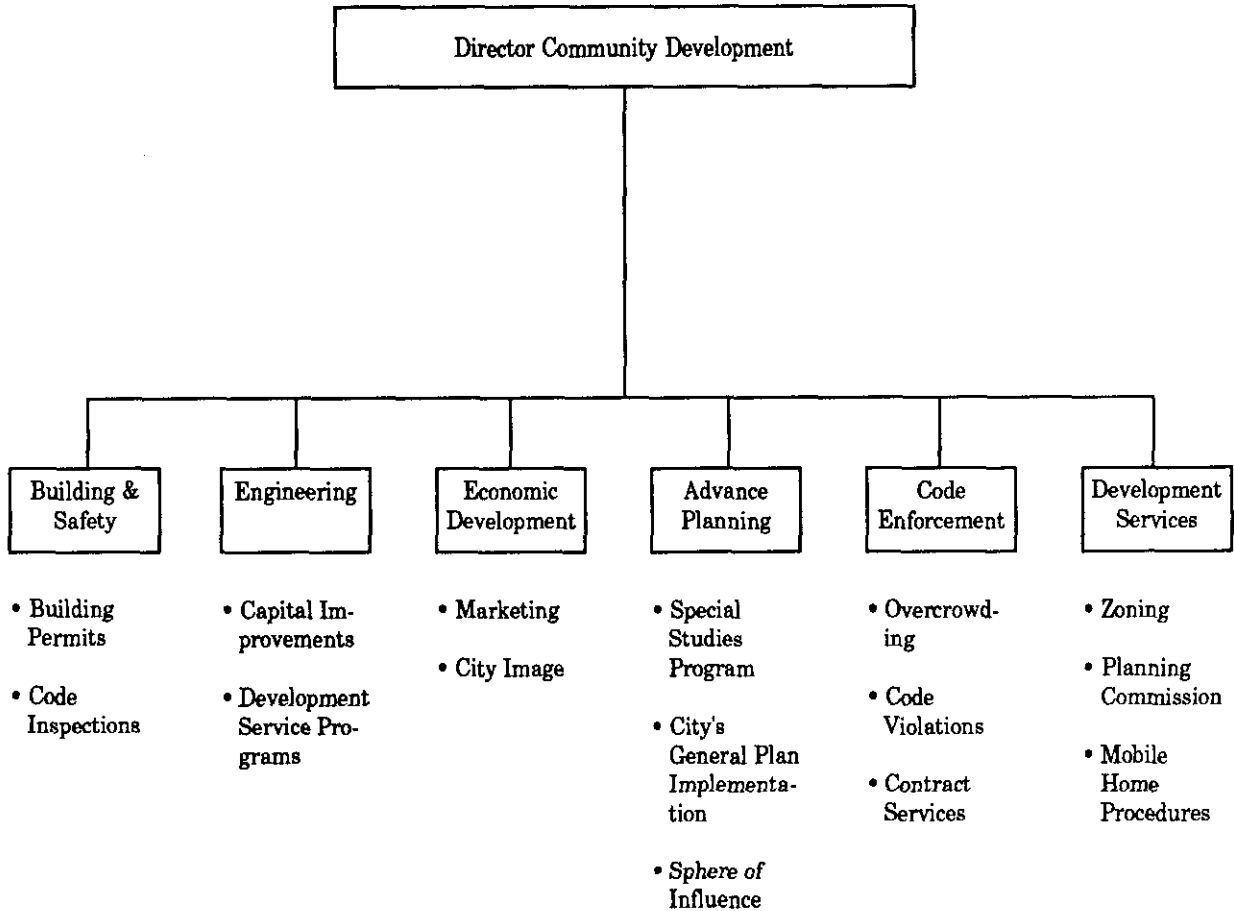 Director Community Development
Building &
Safety
Engineering
Economic
Development
Advance
Planning
Code
Enforcement
Development
Services
• Building
Permits
• Code
Inspections
• Capital Im-
provements
• Development
Service Pro-
grams
• Marketing
• City Image
• Special
Studies
Program
• City's
General Plan
Implementa-
tion
• Sphere of
Influence
• Overcrowd-
ing
• Code
Violations
• Contract
Services
• Zoning
• Planning
Commission
• Mobile
Home
Procedures